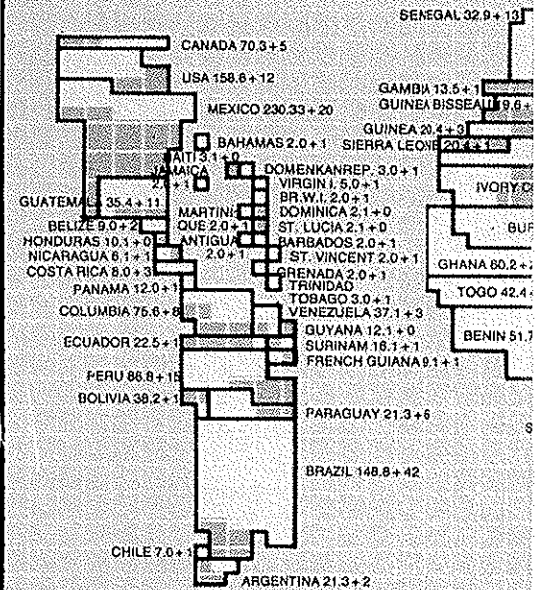 SENEGAL 32.9 + 13
CANADA 70.3 + 5
USA 158.6 + 12
GAMBIA 13.5 + 1
GUINEA BISSEAU 19.6 +
MEXICO 230.33 + 20
GUINEA 20.4 + 3
BAHAMAS 2.0 + 1
SIERRA LEONE 20.4 + 1
HAITI 3.1 + 0
DOMENKANREP. 3.0 + 1
JAMAICA
2.0 + 1
VIRGIN I. 5.0 + 1
IVORY C
BR.W.I. 2.0 + 1
GUATEMALA 35.4 + 11
MARTINI
DOMINICA 2.1 + 0
BELIZE 9.0 + 2
QUE 2.0 + 1
ST. LUCIA 2.1 + 0
BUR
HONDURAS 10.1 + 0
ANTIGUA
BARBADOS 2.0 + 1
NICARAGUA 6.1 + 1
2.0 + 1
ST. VINCENT 2.0 + 1
GHANA 60.2 +
COSTA RICA 8.0 + 3
GRENADA 2.0 + 1
PANAMA 12.0 + 1
TRINIDAD
TOGO 42.4
TOBAGO 3.0 + 1
COLUMBIA 75.6 + 8
VENEZUELA 37.1 + 3
GUYANA 12.1 + 0
BENIN 51.7
ECUADOR 22.5 + 1
SURINAM 16.1 + 1
FRENCH GUIANA 9.1 + 1
PERU 86.8 + 15
BOLIVIA 38.2 + 1
PARAGUAY 21.3 + 6
S
BRAZIL 148.8 + 42
CHILE 7.0 + 1
ARGENTINA 21.3 + 2